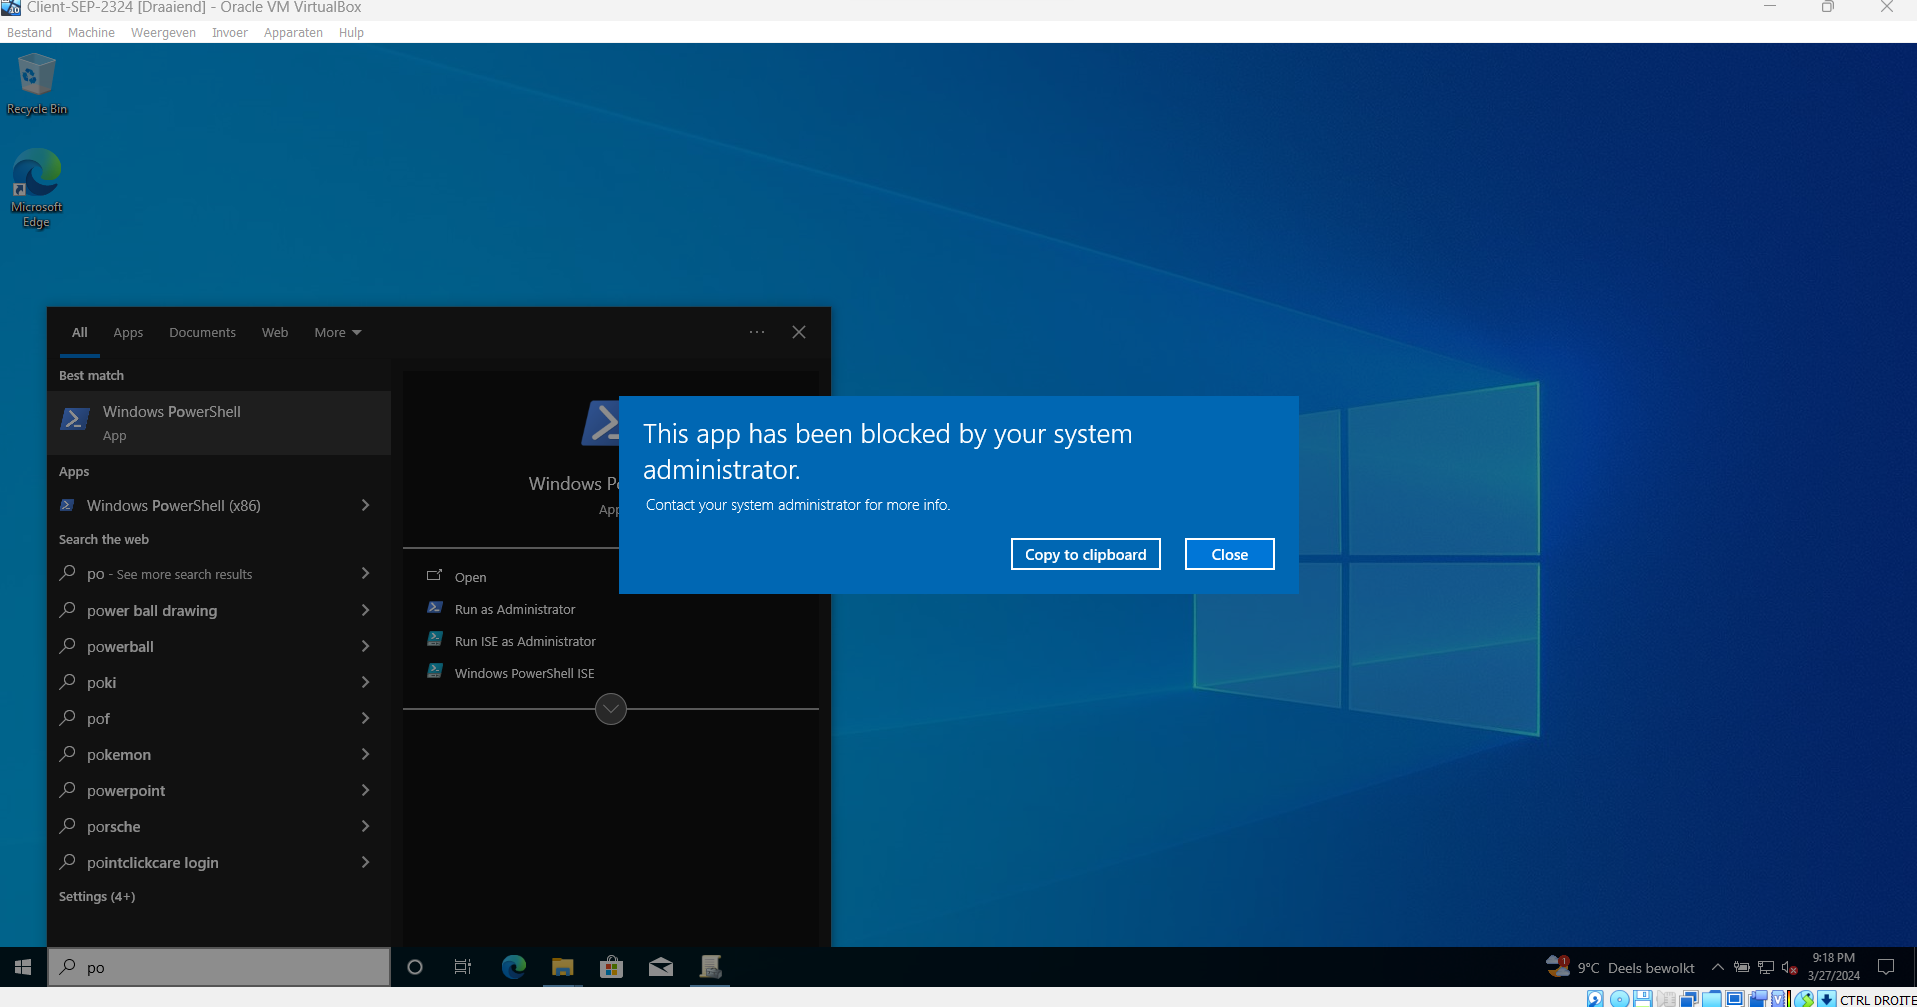 Client-SEP-2324 [Draaiend] - Oracle VM VirtualBox
Bestand Machine Weergeven Invoer Apparaten Hulp
Recycle Bin
Microsoft
Edge
All Apps Documents Web More
Best match
Windows PowerShell
App
Apps
Windows PowerShell (x86)
Search the web
po - See more search results
power ball drawing
powerball
poki
pof
pokemon
powerpoint
porsche
pointclickcare login
Settings (4+)
Windows Po
App
Open
Run as Administrator
Run ISE as Administrator
Windows PowerShell ISE
This app has been blocked by your system
administrator.
Contact your system administrator for more info.
Copy to clipboard Close
po
1
9°C Deels bewolkt
9:18 PM
3/27/2024
CTRL DROITE